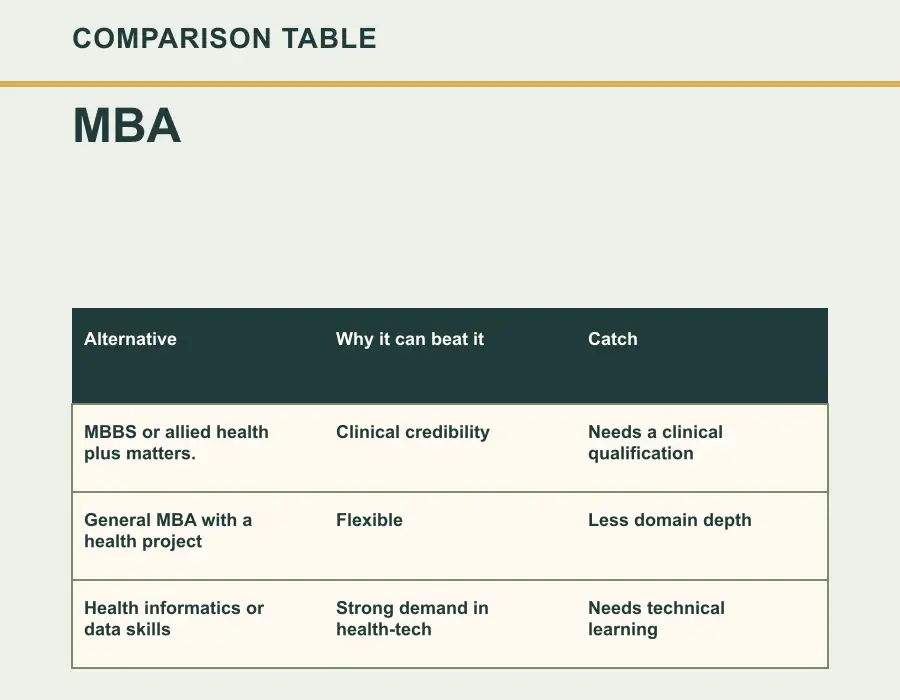 COMPARISON TABLE
MBA
Alternative
Why it can beat it
Catch
MBBS or allied health
plus matters.
Clinical credibility
Needs a clinical
qualification
General MBA with a
health project
Flexible
Less domain depth
Health informatics or
data skills
Strong demand in
health-tech
Needs technical
learning